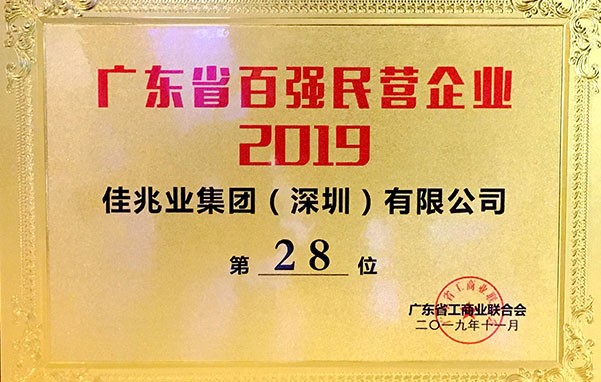 广东省百强民营企业
2019
佳兆业集团（深圳）有限公司
第 28 位
广东省工商业联合会
二〇一九年十一月